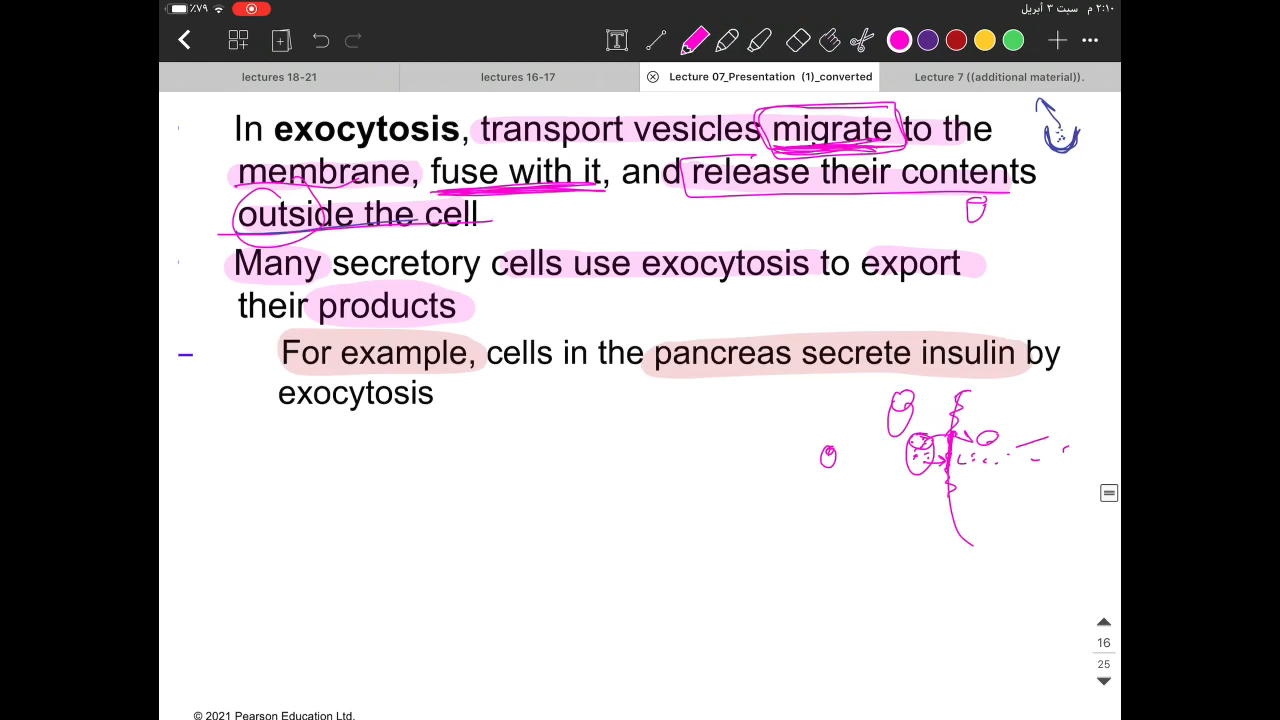 ٪٧٩
٢:١٠ م سبت ٣ أبريل
lectures 18-21
lectures 16-17
Lecture 07_Presentation (1)_converted
Lecture 7 ((additional material)).
In exocytosis, transport vesicles migrate to the
membrane, fuse with it, and release their contents
outside the cell
Many secretory cells use exocytosis to export
their products
– For example, cells in the pancreas secrete insulin by
exocytosis
16
25
© 2021 Pearson Education Ltd.